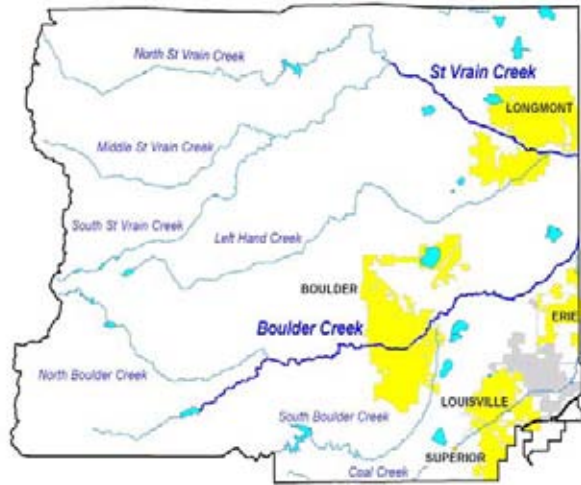 North St Vrain Creek
St Vrain Creek
LONGMONT
Middle St Vrain Creek
South St Vrain Creek
Left Hand Creek
BOULDER
Boulder Creek
ERIE
North Boulder Creek
LOUISVILLE
South Boulder Creek
SUPERIOR
Coal Creek